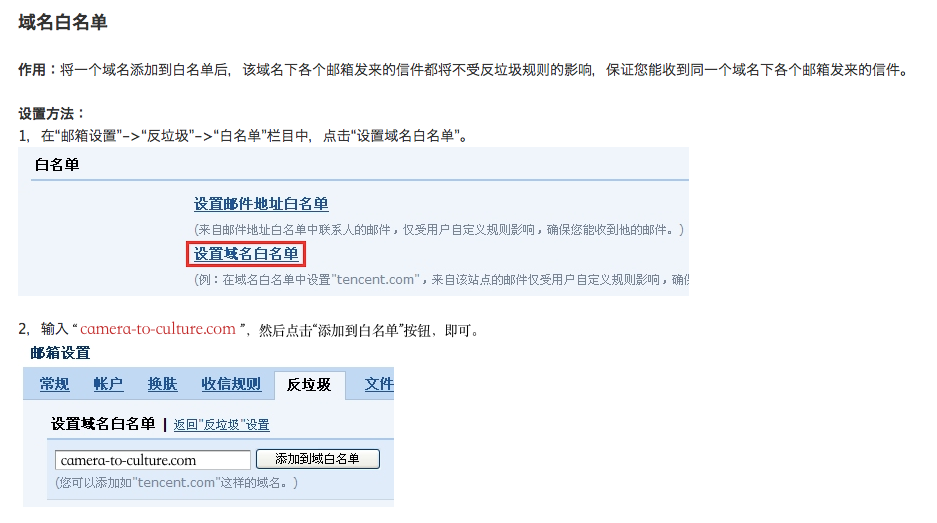 域名白名单
作用：将一个域名添加到白名单后，该域名下各个邮箱发来的信件都将不受反垃圾规则的影响，保证您能收到同一个域名下各个邮箱发来的信件。
设置方法：
1，在“邮箱设置”->“反垃圾”->“白名单”栏目中，点击“设置域名白名单”。
白名单
设置邮件地址白名单
(来自邮件地址白名单中联系人的邮件，仅受用户自定义规则影响，确保您能收到他的邮件。)
设置域名白名单
(例：在域名白名单中设置"tencent.com"，来自该站点的邮件仅受用户自定义规则影响，确
2，输入 “ camera-to-culture.com ”，然后点击“添加到白名单”按钮，即可。
邮箱设置
常规 帐户 换肤 收信规则 反垃圾 文件
设置域名白名单 | 返回"反垃圾"设置
camera-to-culture.com 添加到域白名单
(您可以添加如"tencent.com"这样的域名。)